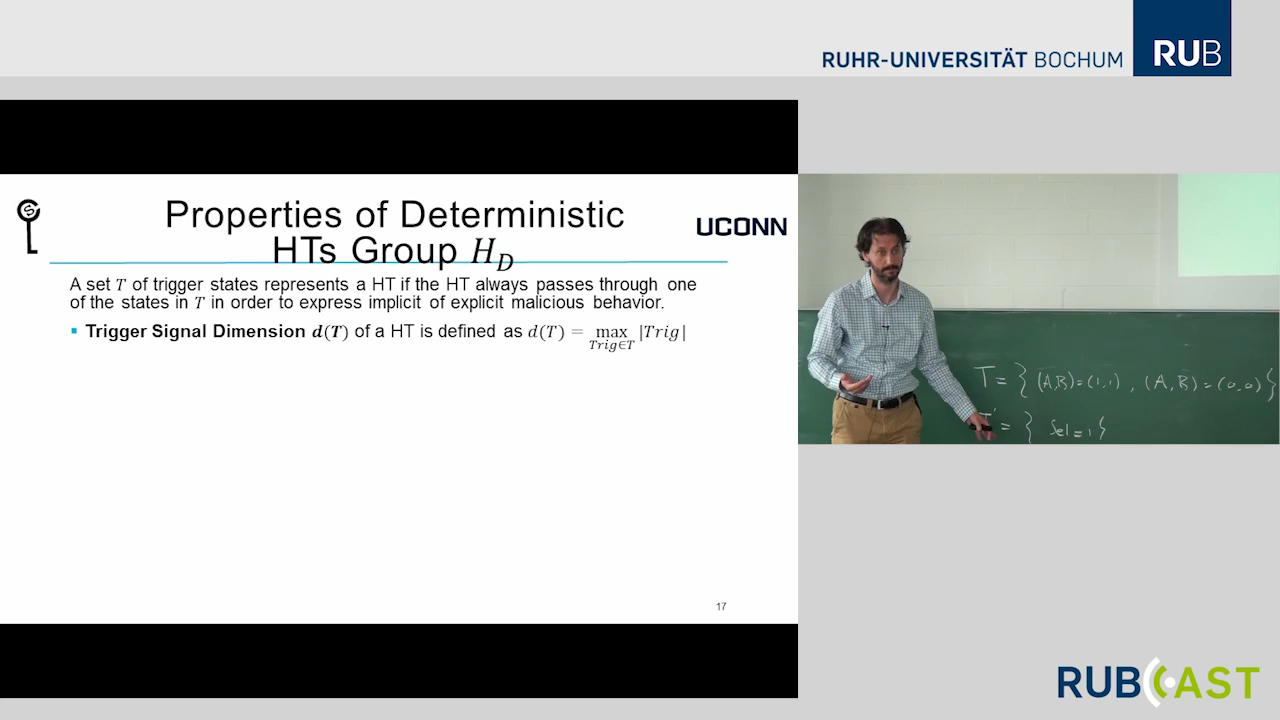 RUHR-UNIVERSITÄT BOCHUM RUB
Properties of Deterministic
HTs Group H_D
UCONN
A set T of trigger states represents a HT if the HT always passes through one
of the states in T in order to express implicit of explicit malicious behavior.
▪ Trigger Signal Dimension d(T) of a HT is defined as d(T) = max_{Trig∈T} |Trig|
17
T = { (A,B)=(1,1) , (A,B)=(0,0) }
T' = { Sel=1 }
RUBCAST